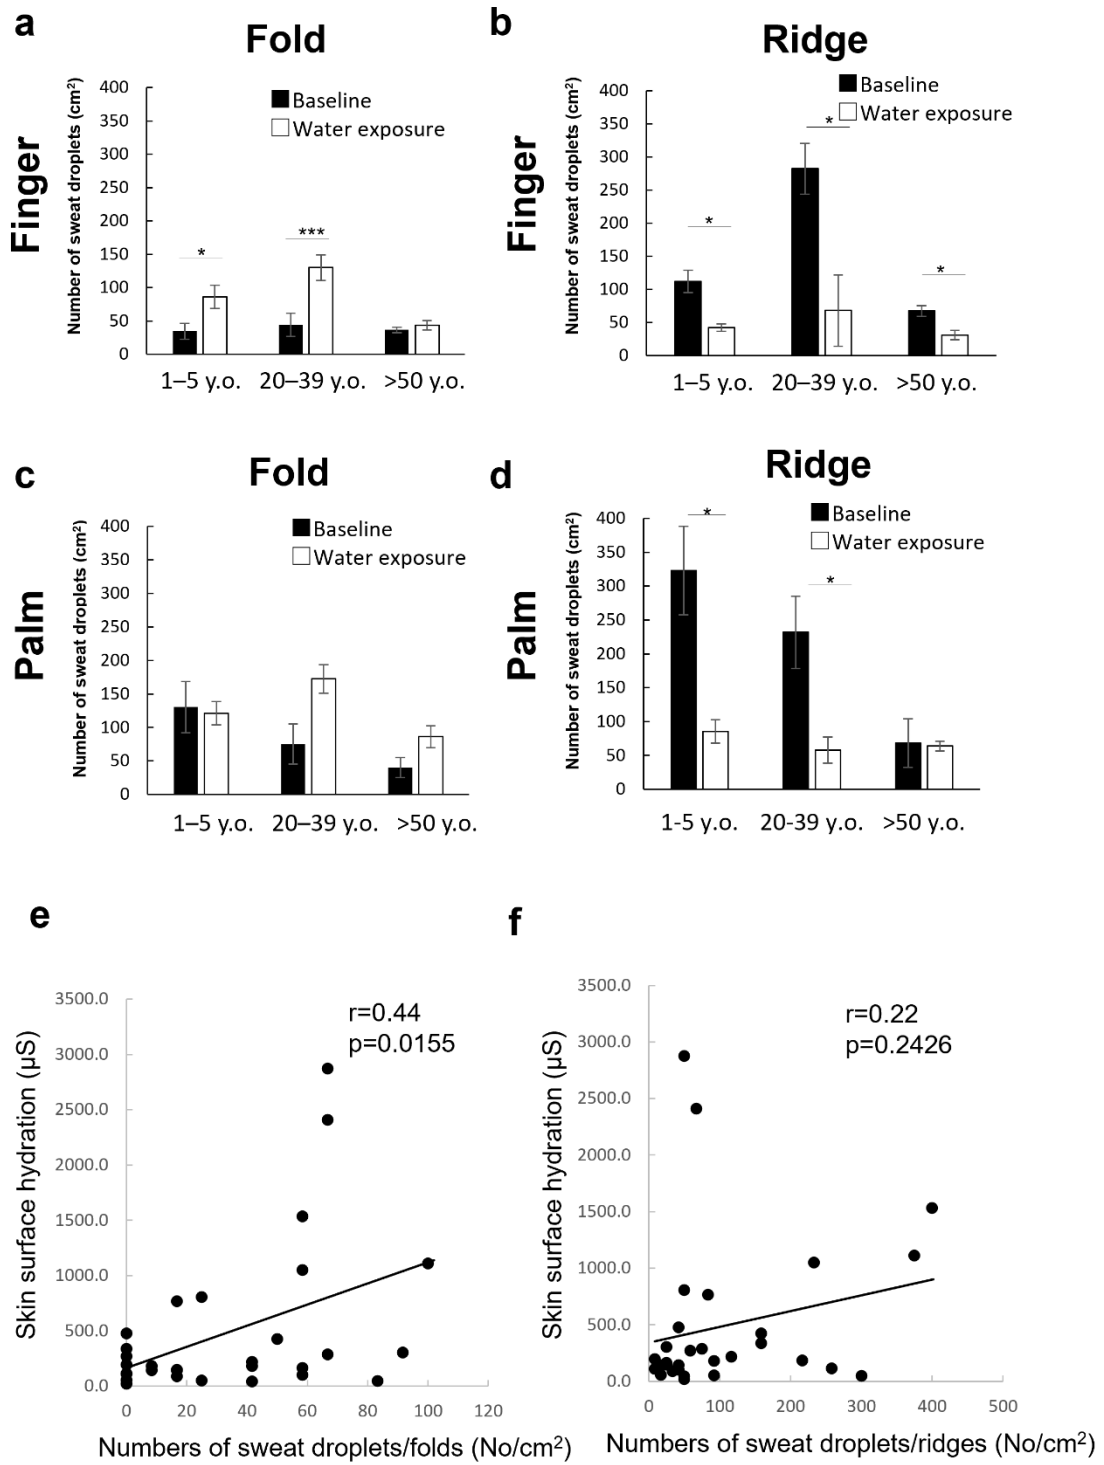 a
Fold
Finger
Number of sweat droplets (cm²)
400
350
300
250
200
150
100
50
0
Baseline
Water exposure
*
***
1–5 y.o.
20–39 y.o.
>50 y.o.
b
Ridge
Finger
Number of sweat droplets (cm²)
400
350
300
250
200
150
100
50
0
Baseline
Water exposure
*
*
*
1–5 y.o.
20–39 y.o.
>50 y.o.
c
Fold
Palm
Number of sweat droplets (cm²)
400
350
300
250
200
150
100
50
0
Baseline
Water exposure
1–5 y.o.
20–39 y.o.
>50 y.o.
d
Ridge
Palm
Number of sweat droplets (cm²)
400
350
300
250
200
150
100
50
0
Baseline
Water exposure
*
*
1-5 y.o.
20-39 y.o.
>50 y.o.
e
Skin surface hydration (µS)
3500.0
3000.0
2500.0
2000.0
1500.0
1000.0
500.0
0.0
r=0.44
p=0.0155
0
20
40
60
80
100
120
Numbers of sweat droplets/folds (No/cm²)
f
Skin surface hydration (µS)
3500.0
3000.0
2500.0
2000.0
1500.0
1000.0
500.0
0.0
r=0.22
p=0.2426
0
100
200
300
400
500
Numbers of sweat droplets/ridges (No/cm²)